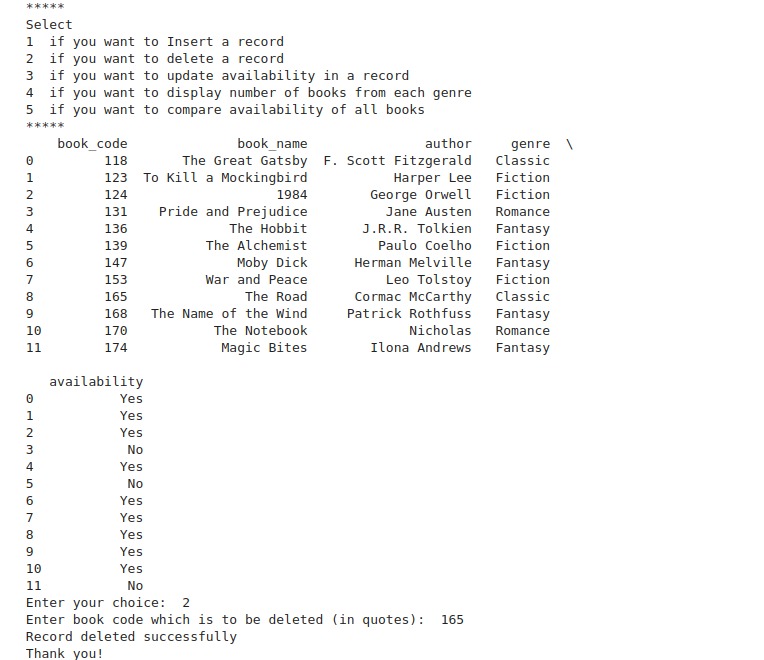 *****
Select
1  if you want to Insert a record
2  if you want to delete a record
3  if you want to update availability in a record
4  if you want to display number of books from each genre
5  if you want to compare availability of all books
*****
    book_code              book_name               author     genre  \
0         118       The Great Gatsby  F. Scott Fitzgerald   Classic
1         123  To Kill a Mockingbird           Harper Lee   Fiction
2         124                   1984        George Orwell   Fiction
3         131    Pride and Prejudice          Jane Austen   Romance
4         136             The Hobbit       J.R.R. Tolkien   Fantasy
5         139          The Alchemist         Paulo Coelho   Fiction
6         147              Moby Dick      Herman Melville   Fantasy
7         153          War and Peace          Leo Tolstoy   Fiction
8         165               The Road      Cormac McCarthy   Classic
9         168   The Name of the Wind     Patrick Rothfuss   Fantasy
10        170           The Notebook             Nicholas   Romance
11        174            Magic Bites        Ilona Andrews   Fantasy
   availability
0           Yes
1           Yes
2           Yes
3            No
4           Yes
5            No
6           Yes
7           Yes
8           Yes
9           Yes
10          Yes
11           No
Enter your choice:  2
Enter book code which is to be deleted (in quotes):  165
Record deleted successfully
Thank you!